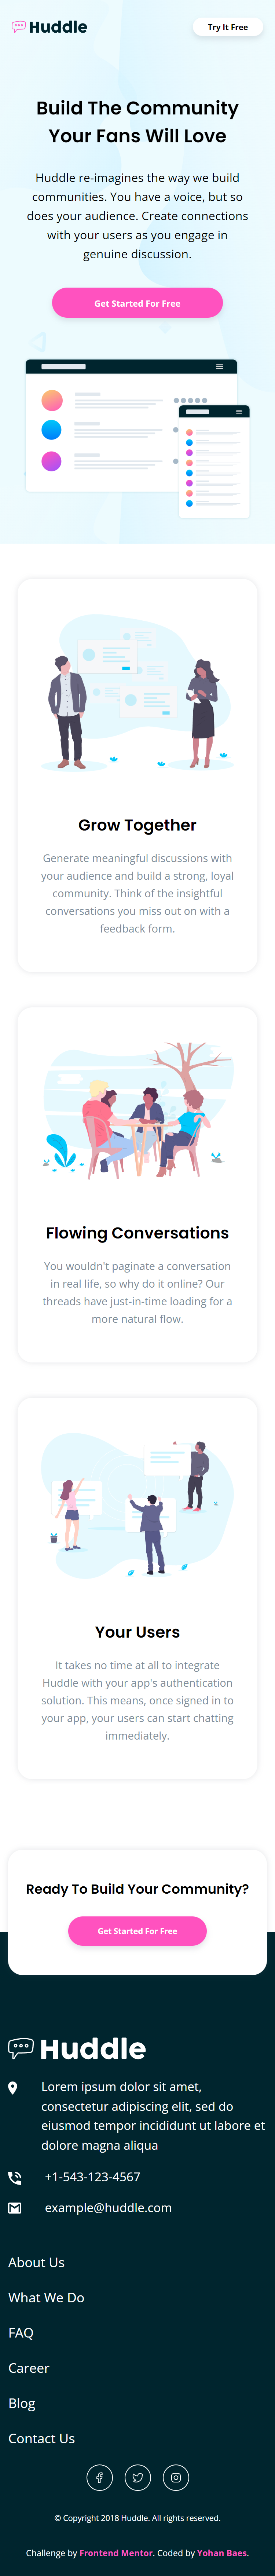 Huddle
Try It Free
Build The Community
Your Fans Will Love
Huddle re-imagines the way we build
communities. You have a voice, but so
does your audience. Create connections
with your users as you engage in
genuine discussion.
Get Started For Free
Grow Together
Generate meaningful discussions with
your audience and build a strong, loyal
community. Think of the insightful
conversations you miss out on with a
feedback form.
Flowing Conversations
You wouldn't paginate a conversation
in real life, so why do it online? Our
threads have just-in-time loading for a
more natural flow.
Your Users
It takes no time at all to integrate
Huddle with your app's authentication
solution. This means, once signed in to
your app, your users can start chatting
immediately.
Ready To Build Your Community?
Get Started For Free
Huddle
Lorem ipsum dolor sit amet,
consectetur adipiscing elit, sed do
eiusmod tempor incididunt ut labore et
dolore magna aliqua
+1-543-123-4567
example@huddle.com
About Us
What We Do
FAQ
Career
Blog
Contact Us
© Copyright 2018 Huddle. All rights reserved.
Challenge by Frontend Mentor. Coded by Yohan Baes.